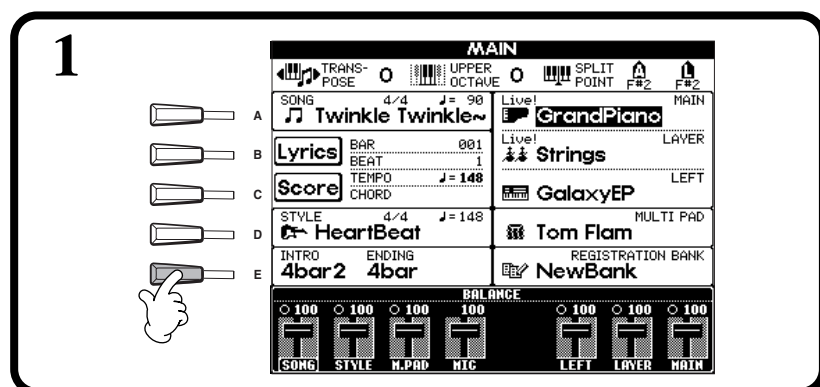 1
MAIN
TRANS-
POSE 0 UPPER
OCTAVE 0 SPLIT
POINT A
F#2 L
F#2
SONG 4/4 ♩= 90
Twinkle Twinkle~
Lyrics BAR 001
BEAT 1
Score TEMPO ♩= 148
CHORD
STYLE 4/4 ♩=148
HeartBeat
INTRO ENDING
4bar2 4bar
Live! MAIN
GrandPiano
Live! LAYER
Strings
LEFT
GalaxyEP
MULTI PAD
Tom Flam
REGISTRATION BANK
NewBank
A
B
C
D
E
BALANCE
100 100 100 100 100 100 100
SONG STYLE M.PAD MIC LEFT LAYER MAIN